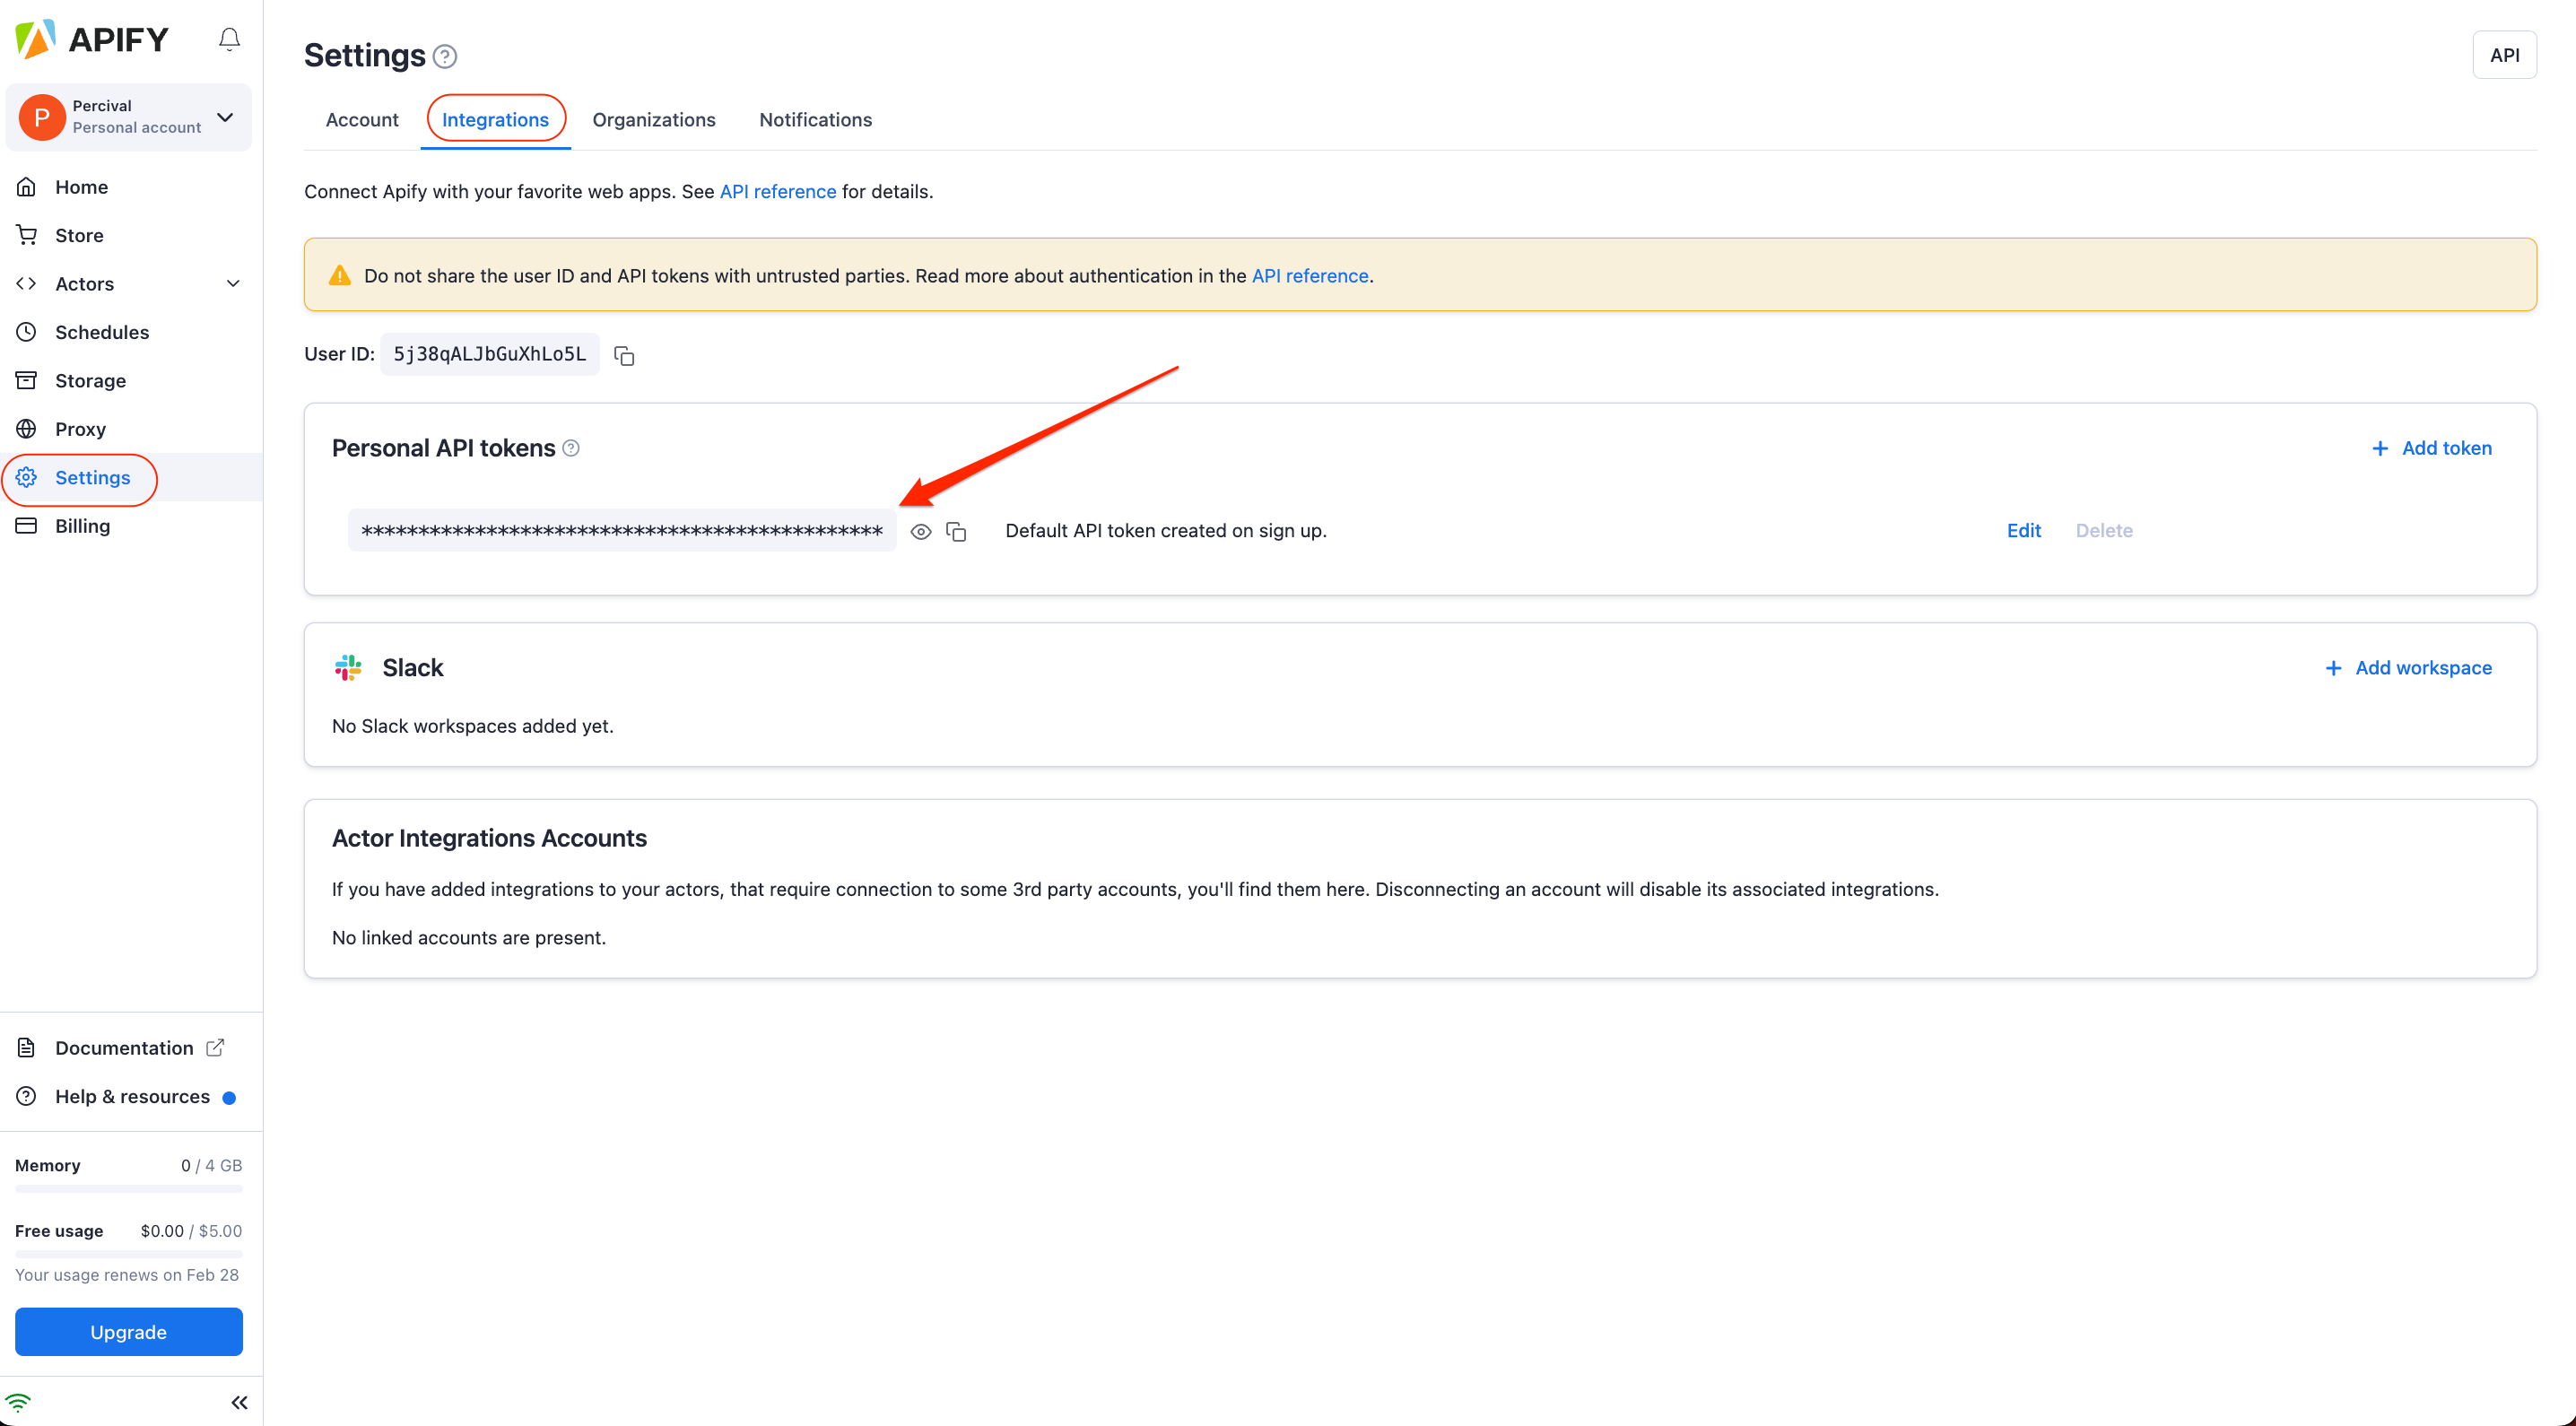 APIFY
P
Percival
Personal account
Home
Store
Actors
Schedules
Storage
Proxy
Settings
Billing
Documentation
Help & resources
Memory 0 / 4 GB
Free usage $0.00 / $5.00
Your usage renews on Feb 28
Upgrade
Settings
API
Account Integrations Organizations Notifications
Connect Apify with your favorite web apps. See API reference for details.
Do not share the user ID and API tokens with untrusted parties. Read more about authentication in the API reference.
User ID: 5j38qALJbGuXhLo5L
Personal API tokens
+ Add token
********************************************** Default API token created on sign up. Edit Delete
Slack
+ Add workspace
No Slack workspaces added yet.
Actor Integrations Accounts
If you have added integrations to your actors, that require connection to some 3rd party accounts, you'll find them here. Disconnecting an account will disable its associated integrations.
No linked accounts are present.